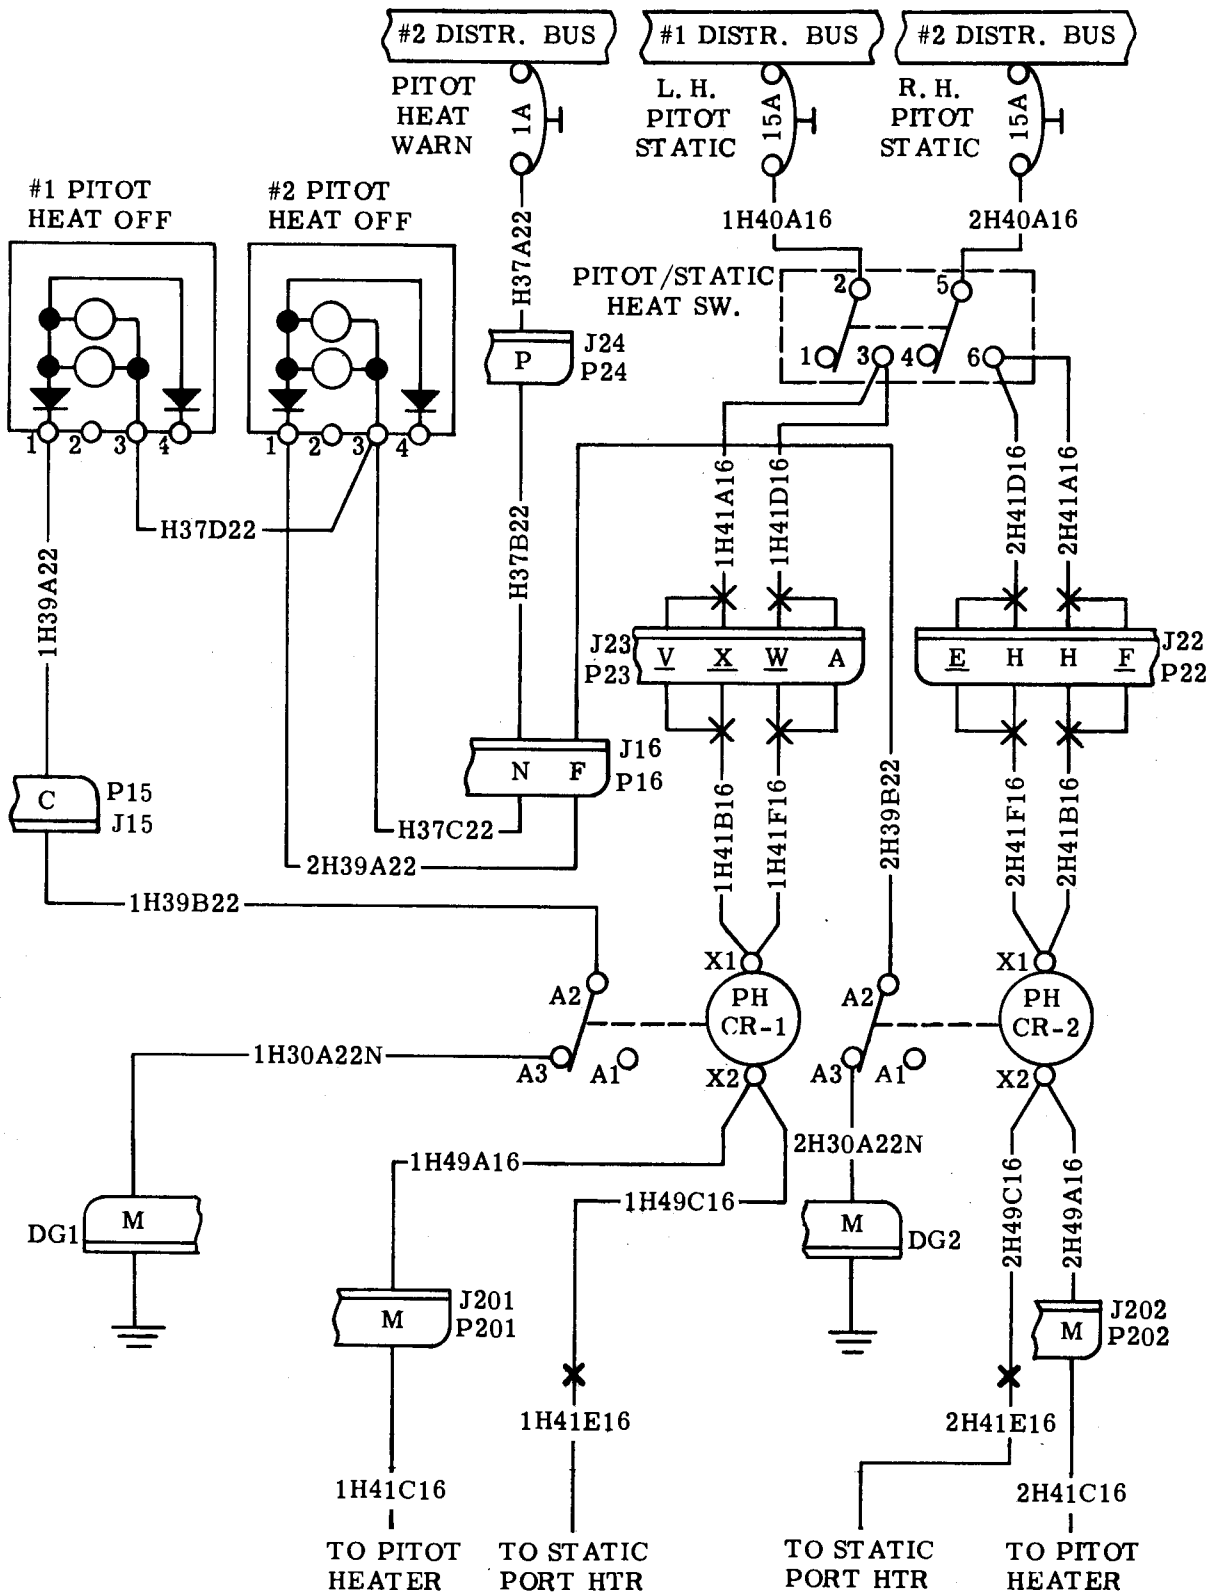 #2 DISTR. BUS
#1 DISTR. BUS
#2 DISTR. BUS
PITOT
HEAT
WARN
1A
L. H.
PITOT
STATIC
15A
R. H.
PITOT
STATIC
15A
#1 PITOT
HEAT OFF
#2 PITOT
HEAT OFF
H37A22
1H40A16
2H40A16
PITOT/STATIC
HEAT SW.
2
5
1
3
4
6
P
J24
P24
1
2
3
4
1
2
3
4
H37D22
1H39A22
H37B22
1H41A16
1H41D16
2H41D16
2H41A16
J23
P23
V
X
W
A
E
H
H
F
J22
P22
N
F
J16
P16
C
P15
J15
H37C22
2H39A22
1H39B22
1H41B16
1H41F16
2H39B22
2H41F16
2H41B16
X1
PH
CR-1
X2
A2
A3
A1
X1
PH
CR-2
X2
A2
A3
A1
1H30A22N
2H30A22N
1H49A16
1H49C16
2H49C16
2H49A16
DG1
M
M
DG2
M
J201
P201
M
J202
P202
1H41E16
2H41E16
1H41C16
2H41C16
TO PITOT
HEATER
TO STATIC
PORT HTR
TO STATIC
PORT HTR
TO PITOT
HEATER